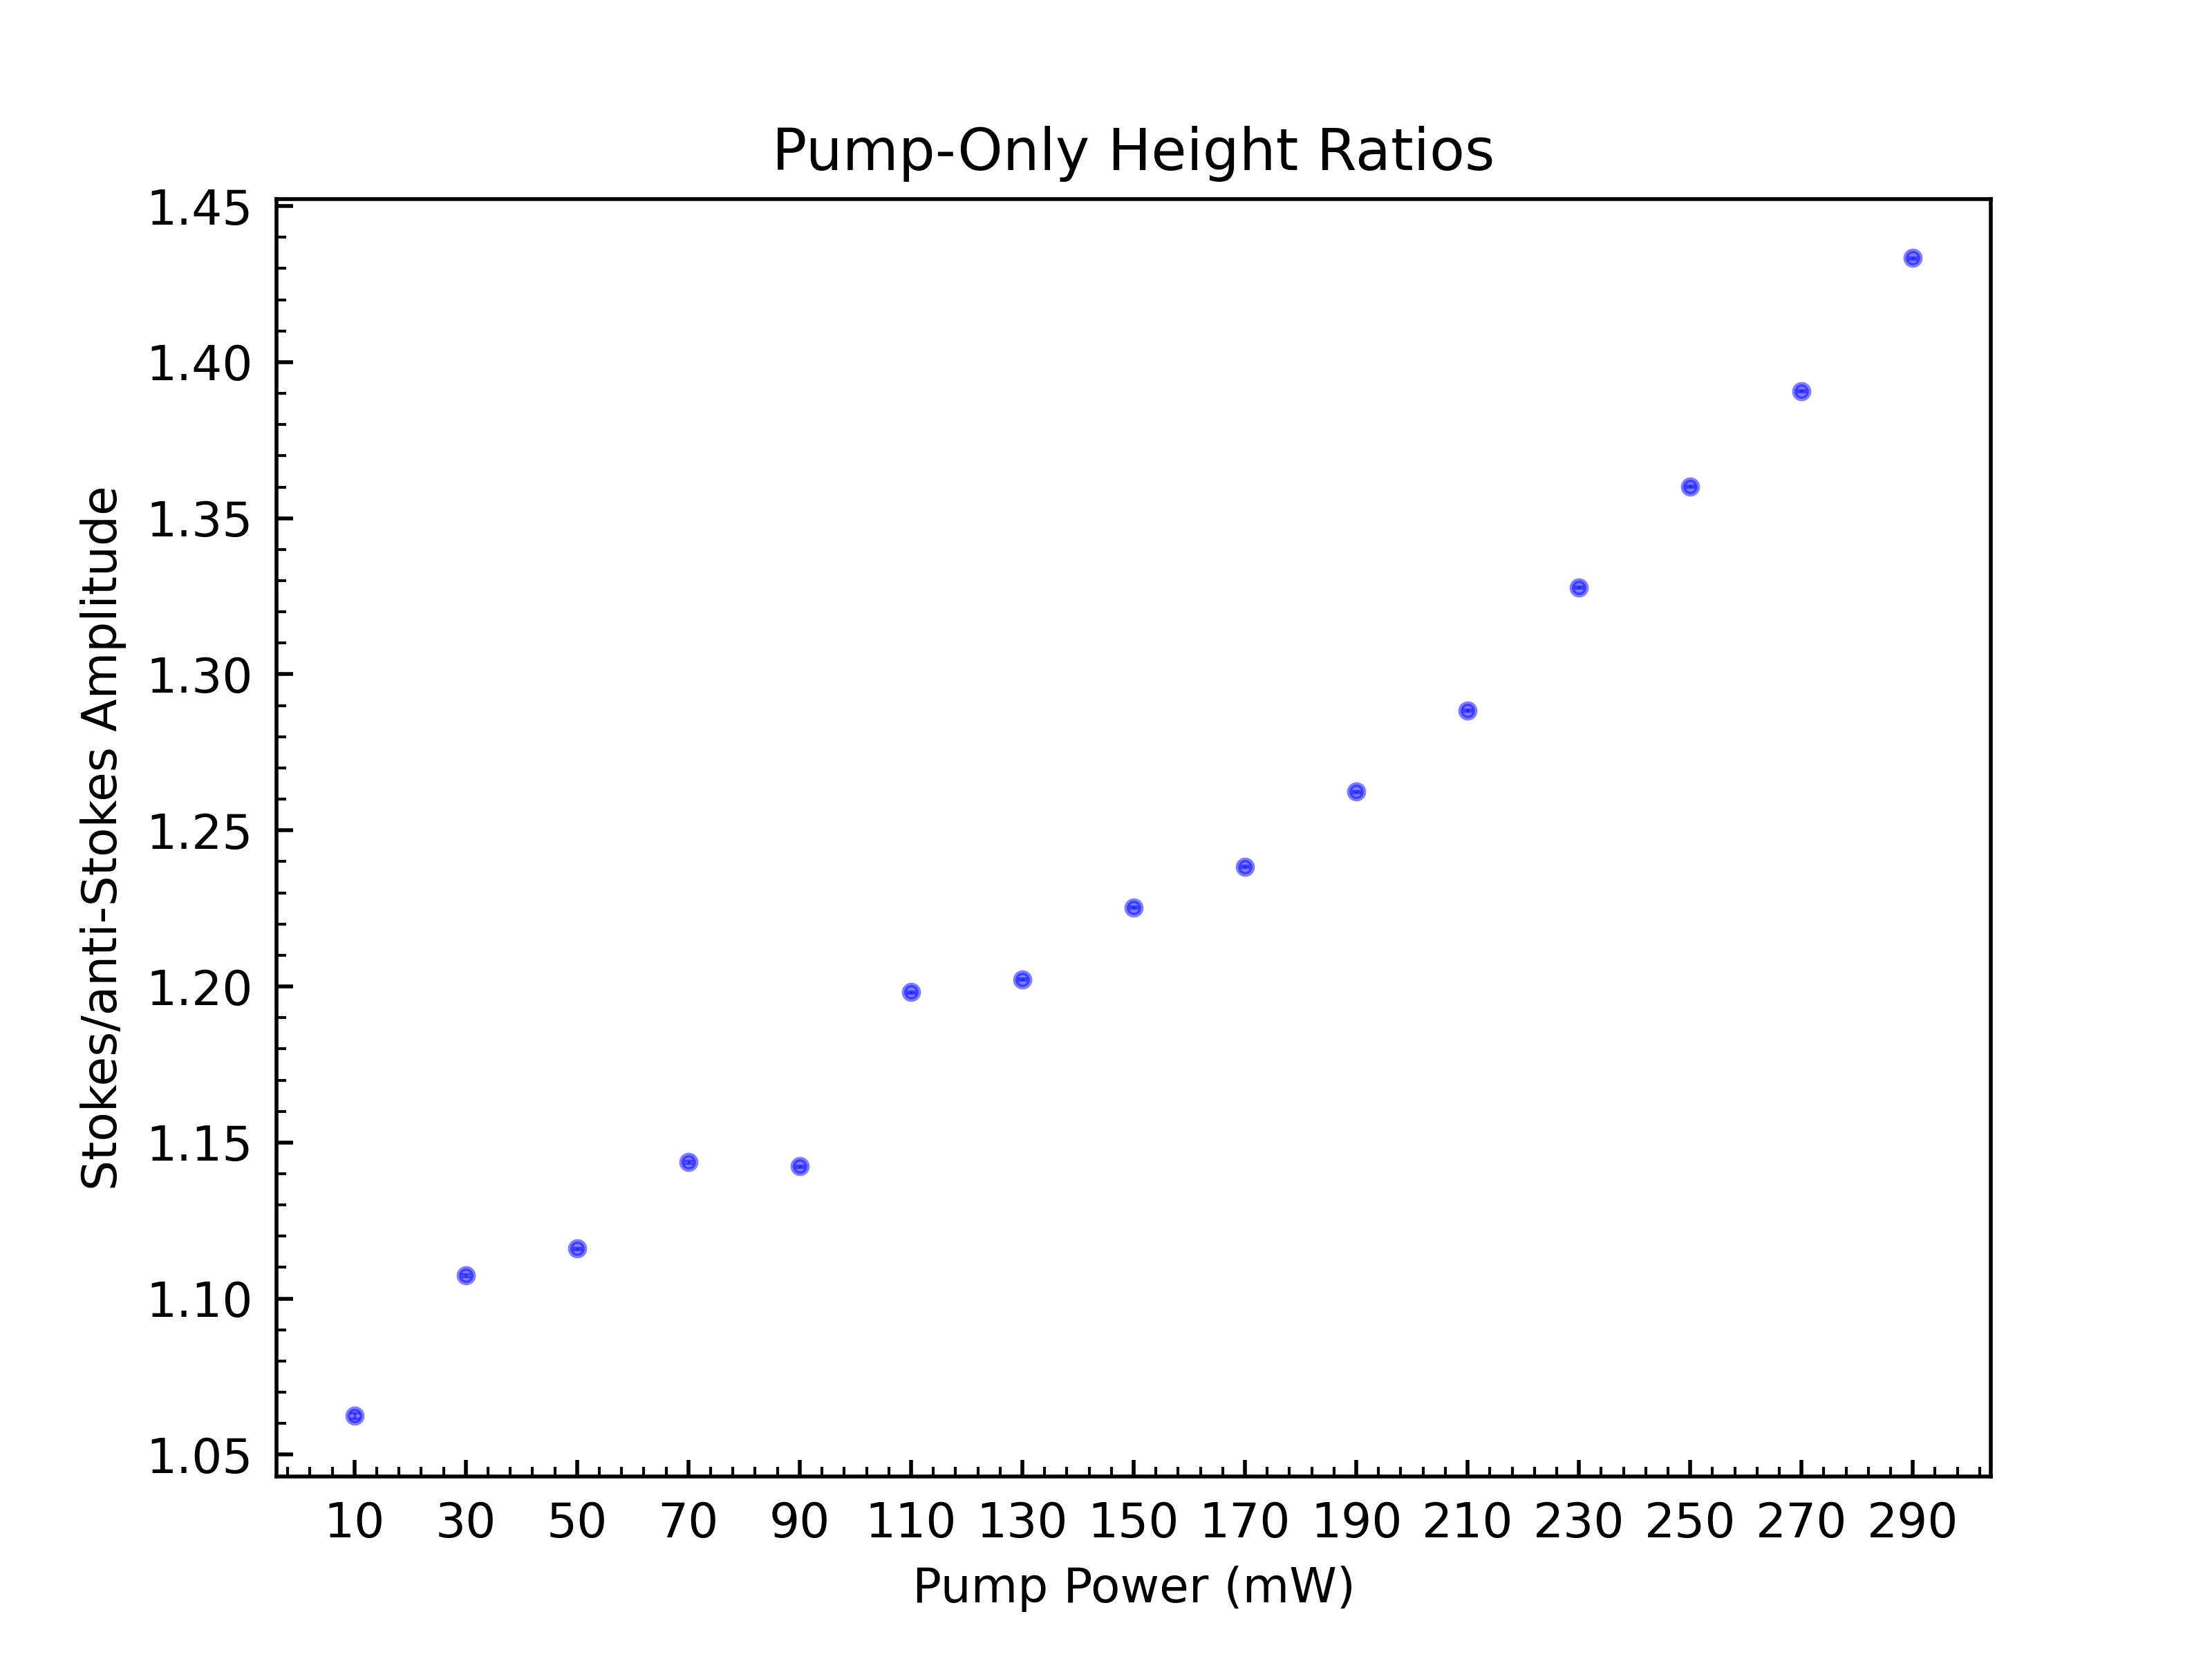 Pump-Only Height Ratios
1.45
1.40
1.35
1.30
1.25
1.20
1.15
1.10
1.05
Stokes/anti-Stokes Amplitude
10 30 50 70 90 110 130 150 170 190 210 230 250 270 290
Pump Power (mW)